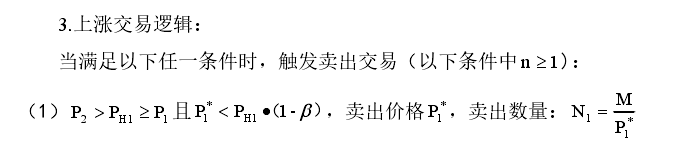 3.上涨交易逻辑：
当满足以下任一条件时，触发卖出交易（以下条件中n ≥1）：
（1）P₂ > P_H1 ≥ P₁ 且 P₁* < P_H1 •(1 - β)，卖出价格 P₁*，卖出数量：N₁ = M / P₁*